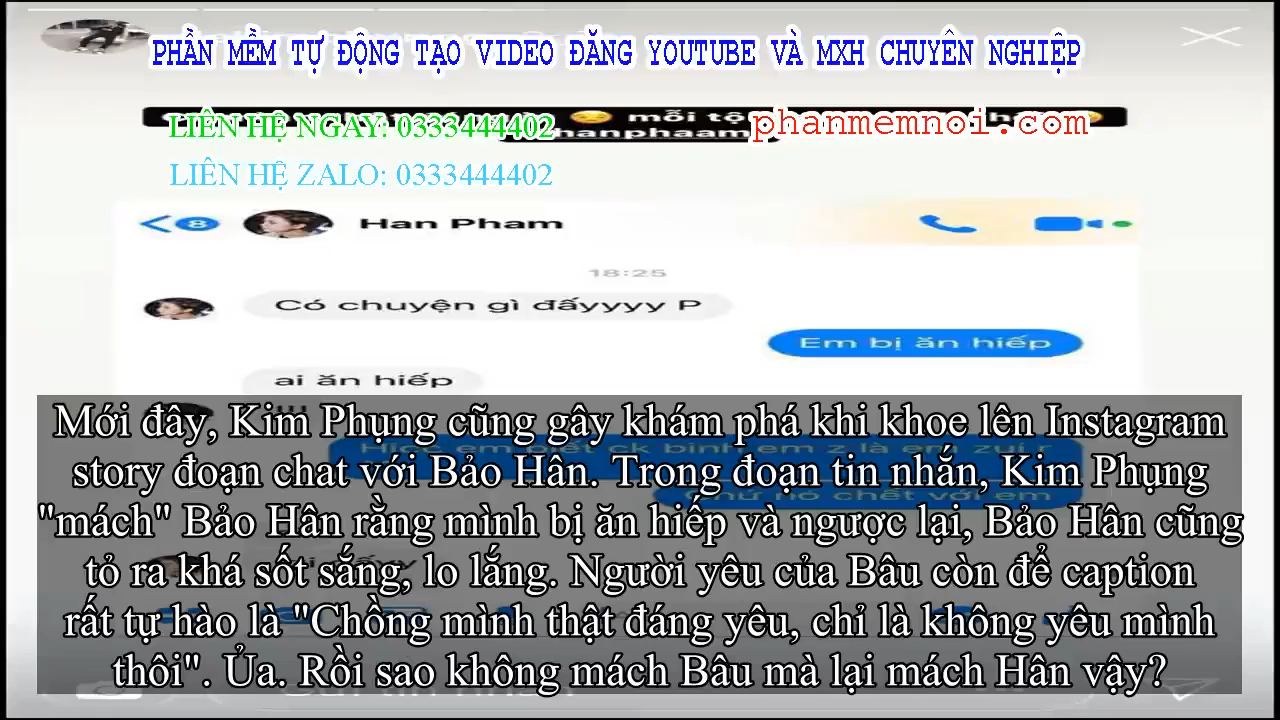 PHẦN MỀM TỰ ĐỘNG TẠO VIDEO ĐĂNG YOUTUBE VÀ MXH CHUYÊN NGHIỆP
mỗi
LIÊN HỆ NGAY: 0333444402
phanmemnoi.com
LIÊN HỆ ZALO: 0333444402
8 Han Pham
18:25
Có chuyện gì đấyyyy P
Em bị ăn hiếp
ai ăn hiếp
Mới đây, Kim Phụng cũng gây khám phá khi khoe lên Instagram
story đoạn chat với Bảo Hân. Trong đoạn tin nhắn, Kim Phụng
"mách" Bảo Hân rằng mình bị ăn hiếp và ngược lại, Bảo Hân cũng
tỏ ra khá sốt sắng, lo lắng. Người yêu của Bâu còn để caption
rất tự hào là "Chồng mình thật đáng yêu, chỉ là không yêu mình
thôi". Ủa. Rồi sao không mách Bâu mà lại mách Hân vậy?